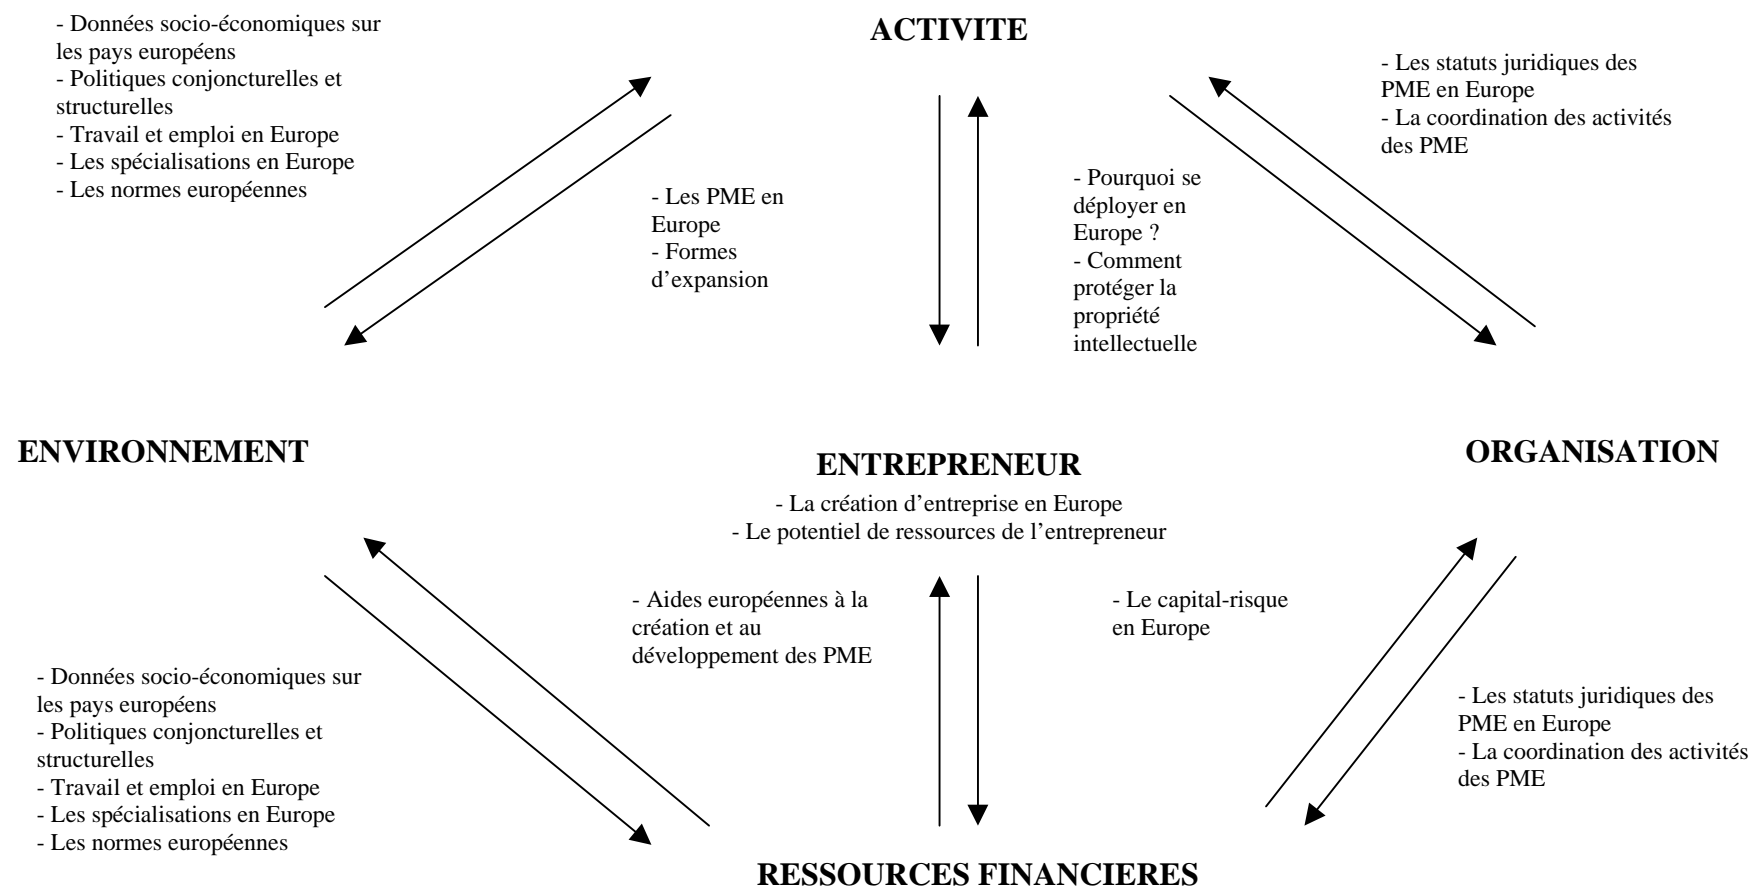 - Données socio-économiques sur
les pays européens
- Politiques conjoncturelles et
structurelles
- Travail et emploi en Europe
- Les spécialisations en Europe
- Les normes européennes
ACTIVITE
- Les statuts juridiques des
PME en Europe
- La coordination des activités
des PME
- Les PME en
Europe
- Formes
d’expansion
- Pourquoi se
déployer en
Europe ?
- Comment
protéger la
propriété
intellectuelle
ENVIRONNEMENT
ENTREPRENEUR
- La création d’entreprise en Europe
- Le potentiel de ressources de l’entrepreneur
ORGANISATION
- Aides européennes à la
création et au
développement des PME
- Le capital-risque
en Europe
- Données socio-économiques sur
les pays européens
- Politiques conjoncturelles et
structurelles
- Travail et emploi en Europe
- Les spécialisations en Europe
- Les normes européennes
- Les statuts juridiques des
PME en Europe
- La coordination des activités
des PME
RESSOURCES FINANCIERES